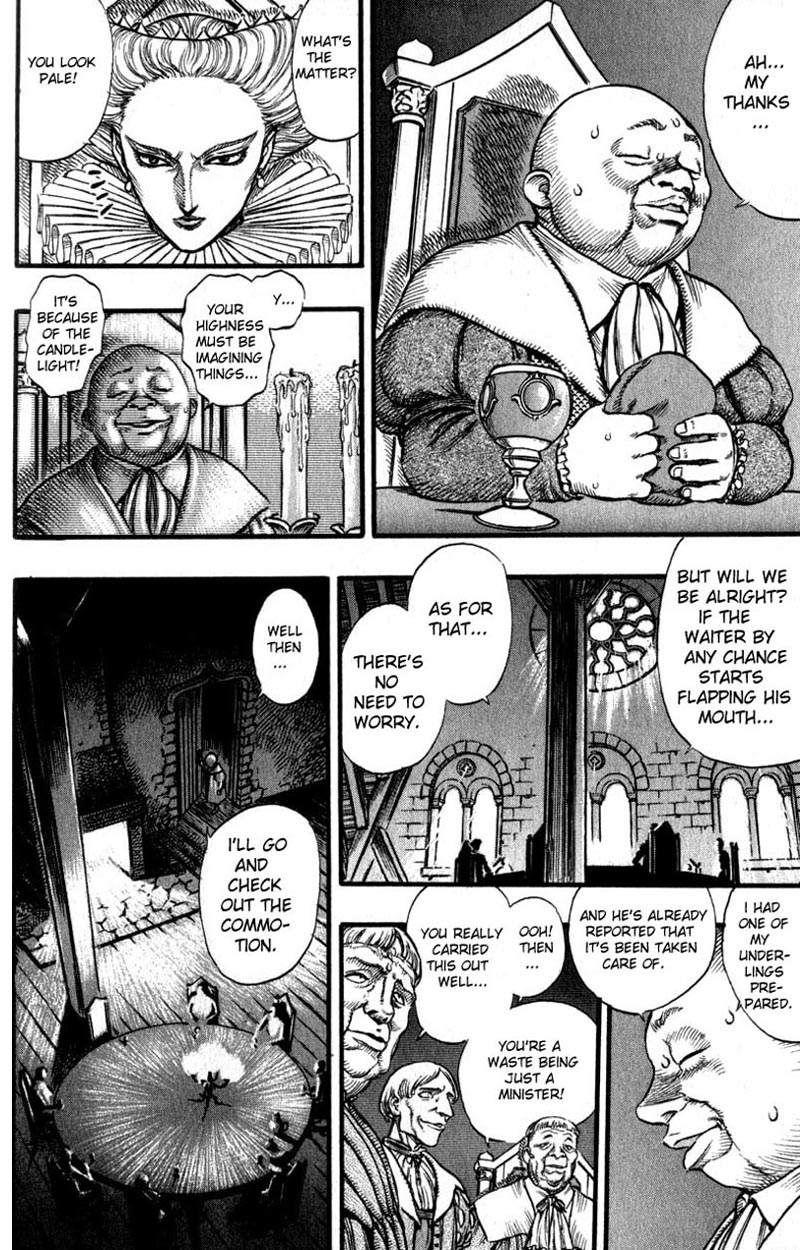 AH...
MY
THANKS
...
WHAT'S
THE
MATTER?
YOU LOOK
PALE!
Y...
YOUR
HIGHNESS
MUST BE
IMAGINING
THINGS...
IT'S
BECAUSE
OF THE
CANDLE-
LIGHT!
BUT WILL WE
BE ALRIGHT?
IF THE
WAITER BY
ANY CHANCE
STARTS
FLAPPING HIS
MOUTH...
AS FOR
THAT...
THERE'S
NO
NEED TO
WORRY.
I HAD
ONE OF
MY
UNDER-
LINGS
PRE-
PARED.
AND HE'S ALREADY
REPORTED THAT
IT'S BEEN TAKEN
CARE OF.
OOH!
THEN
...
YOU REALLY
CARRIED
THIS OUT
WELL...
YOU'RE A
WASTE BEING
JUST A
MINISTER!
WELL
THEN
...
I'LL GO
AND
CHECK
OUT THE
COMMO-
TION.